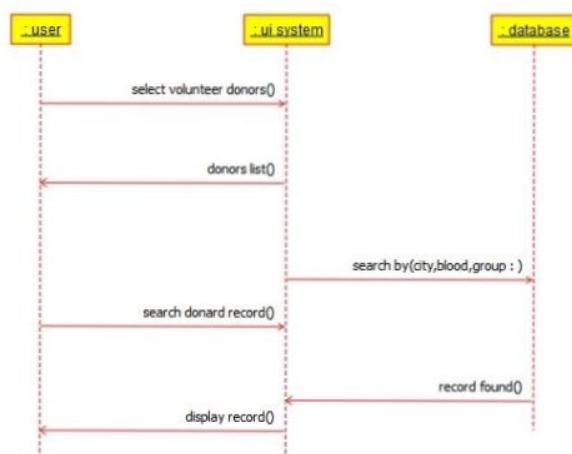 : user
: ui system
: database
select volunteer donors()
donors list()
search by(city,blood,group : )
search donard record()
record found()
display record()